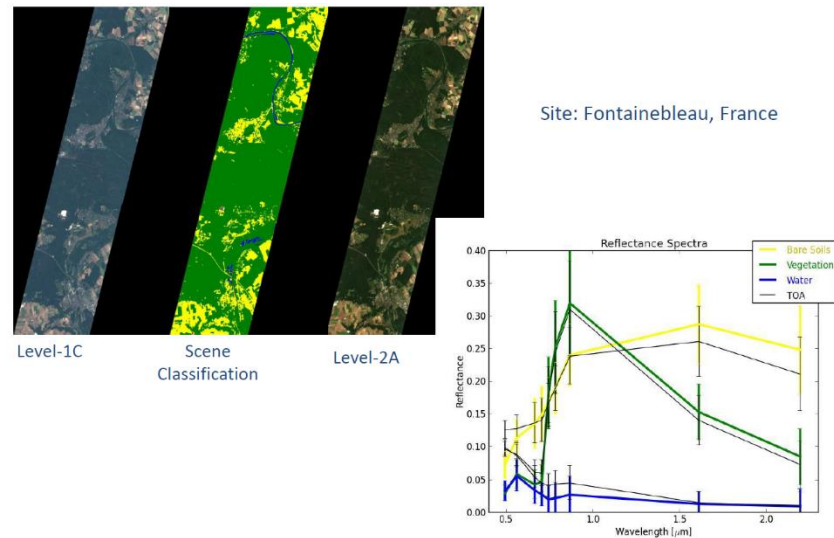 Site: Fontainebleau, France
Level-1C
Scene
Classification
Level-2A
Reflectance Spectra
Bare Soils
Vegetation
Water
TOA
0.40
0.35
0.30
0.25
0.20
0.15
0.10
0.05
0.00
Reflectance
0.5
1.0
1.5
2.0
Wavelength [μm]